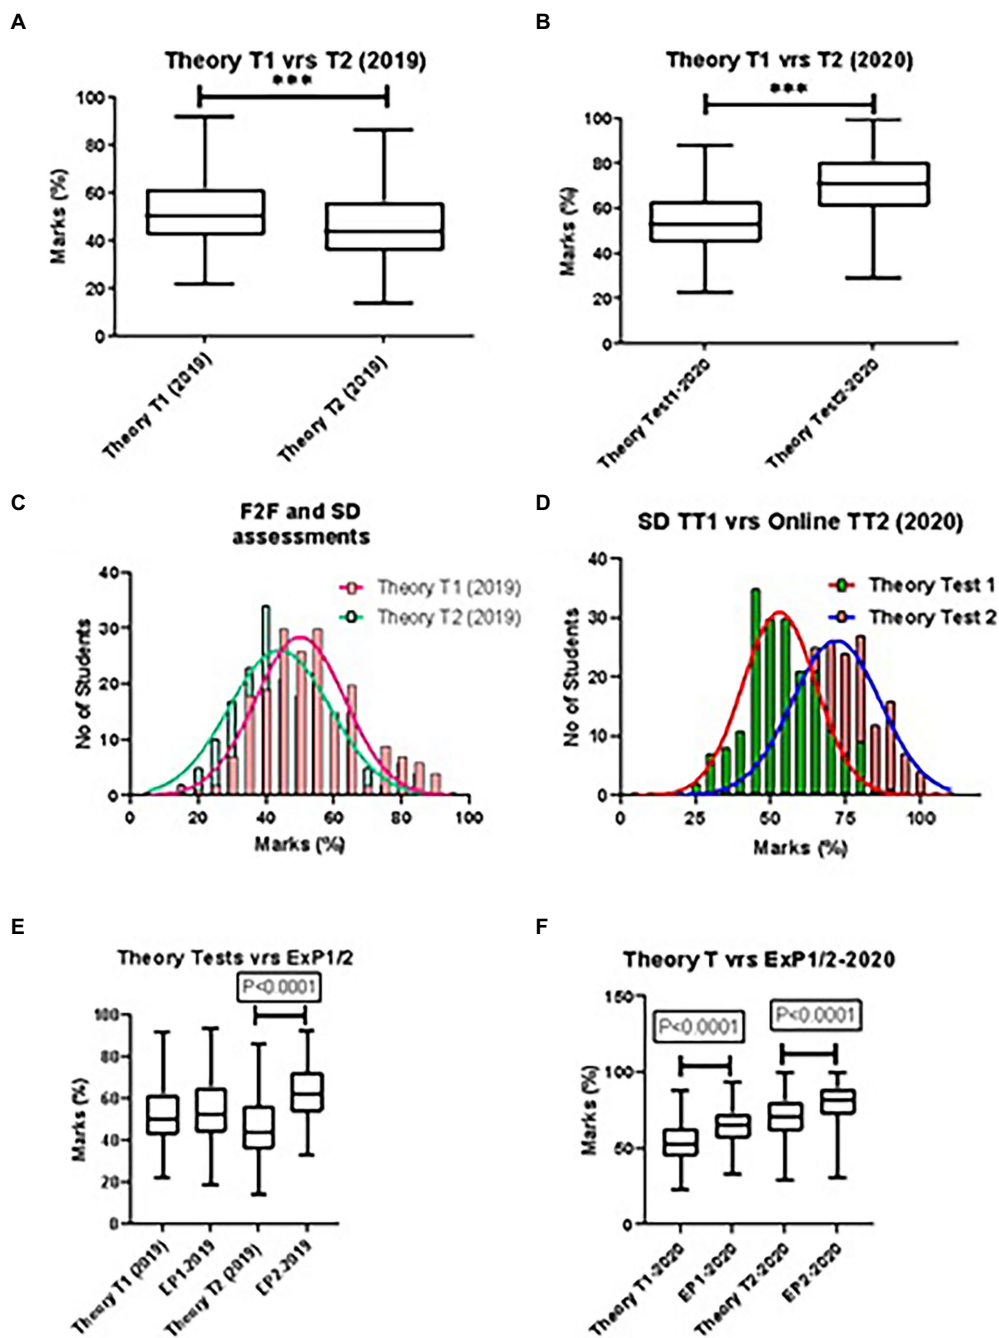 A
Theory T1 vrs T2 (2019)
***
100
80
60
40
20
0
Marks (%)
Theory T1 (2019)
Theory T2 (2019)
B
Theory T1 vrs T2 (2020)
***
100
80
60
40
20
0
Marks (%)
Theory Test1-2020
Theory Test2-2020
C
F2F and SD
assessments
Theory T1 (2019)
Theory T2 (2019)
40
30
20
10
0
No of Students
0 20 40 60 80 100
Marks (%)
D
SD TT1 vrs Online TT2 (2020)
Theory Test 1
Theory Test 2
40
30
20
10
0
No of Students
0 25 50 75 100
Marks (%)
E
Theory Tests vrs ExP1/2
P<0.0001
100
80
60
40
20
0
Marks (%)
Theory T1 (2019)
EP1-2019
Theory T2 (2019)
EP2-2019
F
Theory T vrs ExP1/2-2020
P<0.0001
P<0.0001
150
100
50
0
Marks (%)
Theory T1-2020
EP1-2020
Theory T2-2020
EP2-2020